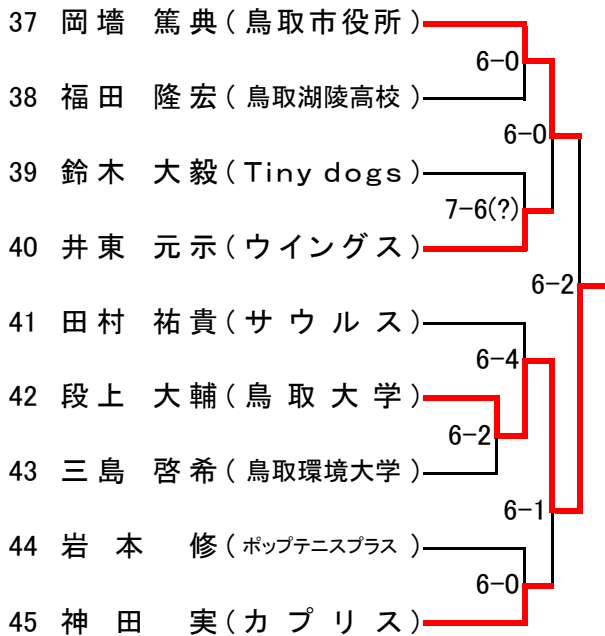 37 岡墻 篤典(鳥取市役所)
6-0
38 福田 隆宏(鳥取湖陵高校)
6-0
39 鈴木 大毅(Tiny dogs)
7-6(?)
40 井東 元示(ウイングス)
6-2
41 田村 祐貴(サウルス)
6-4
42 段上 大輔(鳥取大学)
6-2
43 三島 啓希(鳥取環境大学)
6-1
44 岩本 修(ポップテニスプラス)
6-0
45 神田 実(カプリス)